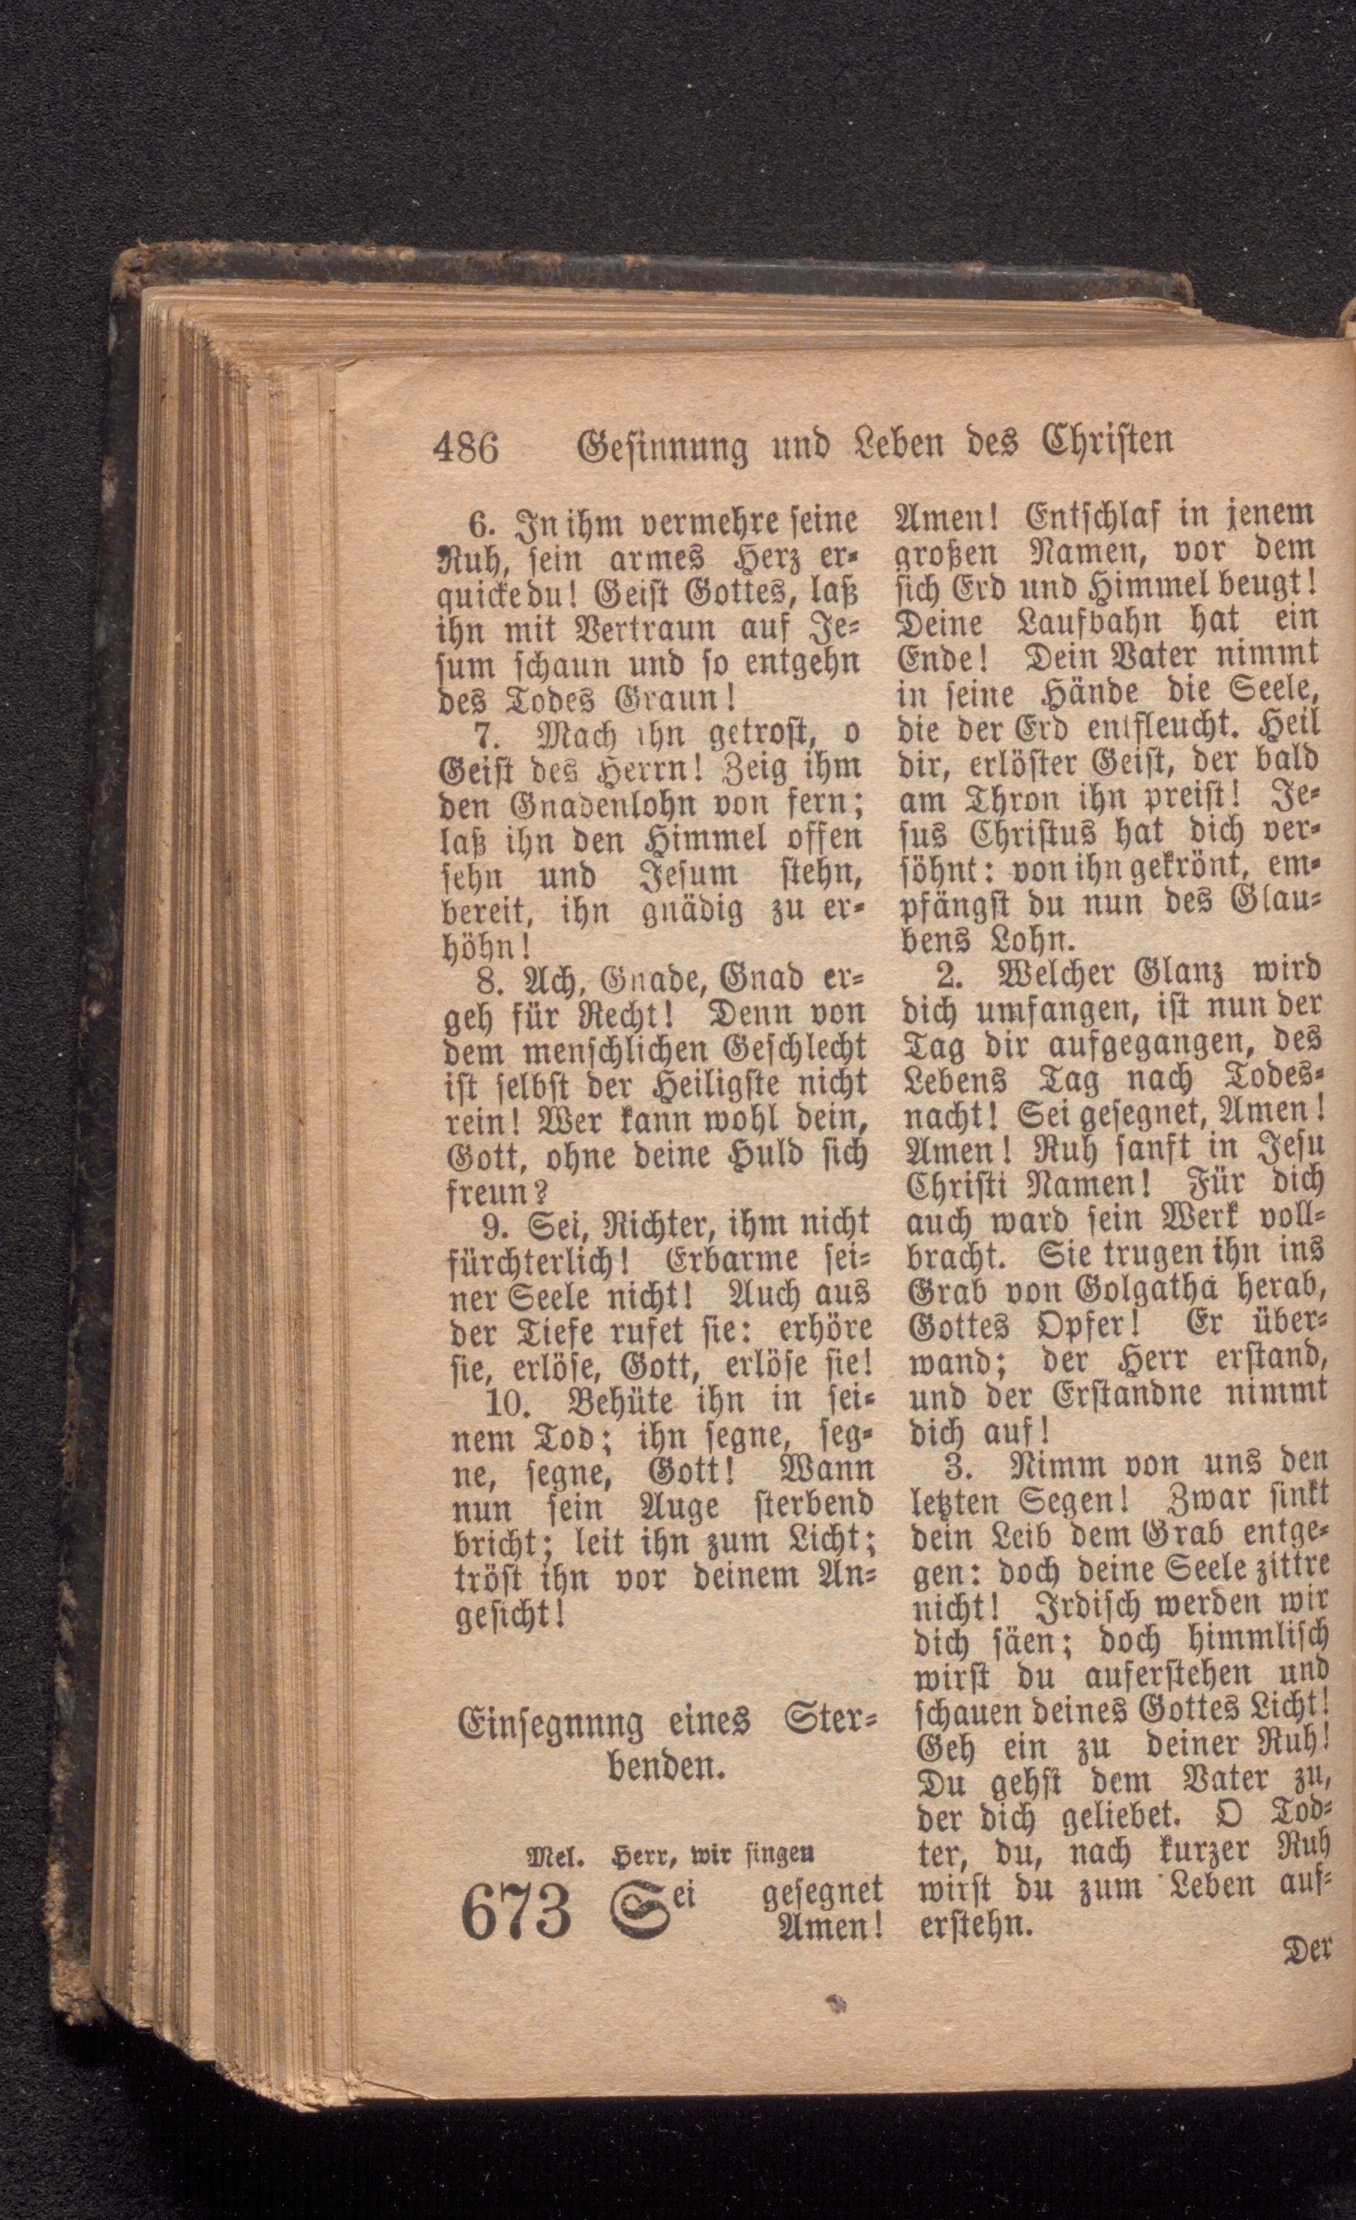 486 Gesinnung und Leben des Christen
6. In ihm vermehre seine
Ruh, sein armes Herz er-
quicke du! Geist Gottes, laß
ihn mit Vertraun auf Je-
sum schaun und so entgehn
des Todes Graun!
7. Mach ihn getrost, o
Geist des Herrn! Zeig ihm
den Gnadenlohn von fern;
laß ihn den Himmel offen
sehn und Jesum stehn,
bereit, ihn gnädig zu er-
höhn!
8. Ach, Gnade, Gnad er-
geh für Recht! Denn von
dem menschlichen Geschlecht
ist selbst der Heiligste nicht
rein! Wer kann wohl dein,
Gott, ohne deine Huld sich
freun?
9. Sei, Richter, ihm nicht
fürchterlich! Erbarme sei-
ner Seele nicht! Auch aus
der Tiefe rufet sie: erhöre
sie, erlöse, Gott, erlöse sie!
10. Behüte ihn in sei-
nem Tod; ihn segne, seg-
ne, segne, Gott! Wann
nun sein Auge sterbend
bricht; leit ihn zum Licht;
tröst ihn vor deinem An-
gesicht!
Einsegnung eines Ster-
benden.
Mel. Herr, wir singen
673 Sei gesegnet
Amen!
Amen! Entschlaf in jenem
großen Namen, vor dem
sich Erd und Himmel beugt!
Deine Laufbahn hat ein
Ende! Dein Vater nimmt
in seine Hände die Seele,
die der Erd entfleucht. Heil
dir, erlöster Geist, der bald
am Thron ihn preist! Je-
sus Christus hat dich ver-
söhnt: von ihn gekrönt, em-
pfängst du nun des Glau-
bens Lohn.
2. Welcher Glanz wird
dich umfangen, ist nun der
Tag dir aufgegangen, des
Lebens Tag nach Todes-
nacht! Sei gesegnet, Amen!
Amen! Ruh sanft in Jesu
Christi Namen! Für dich
auch ward sein Werk voll-
bracht. Sie trugen ihn ins
Grab von Golgatha herab,
Gottes Opfer! Er über-
wand; der Herr erstand,
und der Erstandne nimmt
dich auf!
3. Nimm von uns den
letzten Segen! Zwar sinkt
dein Leib dem Grab entge-
gen: doch deine Seele zittre
nicht! Irdisch werden wir
dich säen; doch himmlisch
wirst du auferstehen und
schauen deines Gottes Licht!
Geh ein zu deiner Ruh!
Du gehst dem Vater zu,
der dich geliebet. O Tod-
ter, du, nach kurzer Ruh
wirst du zum Leben auf-
erstehn.
Der